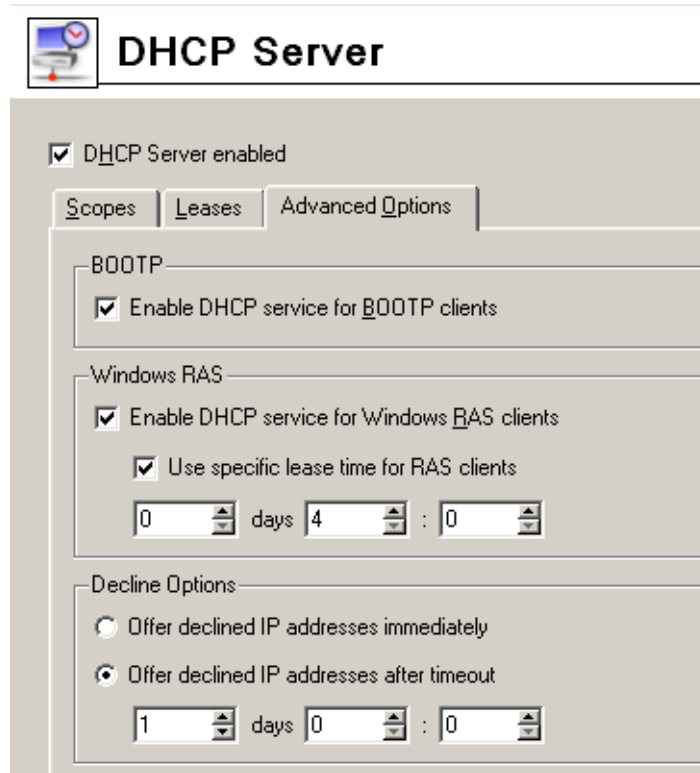 DHCP Server
DHCP Server enabled
Scopes Leases Advanced Options
BOOTP
Enable DHCP service for BOOTP clients
Windows RAS
Enable DHCP service for Windows RAS clients
Use specific lease time for RAS clients
0 days 4 : 0
Decline Options
Offer declined IP addresses immediately
Offer declined IP addresses after timeout
1 days 0 : 0